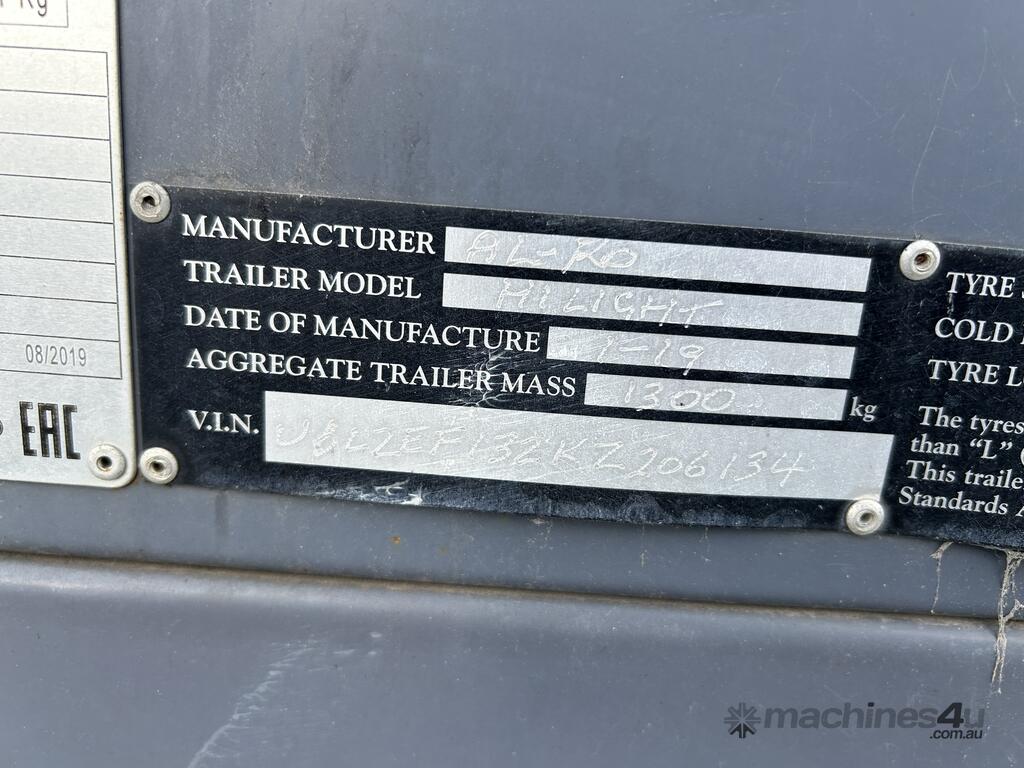 Kg
08/2019
EAC
MANUFACTURER AL-KO
TRAILER MODEL HILIGHT
DATE OF MANUFACTURE 1-19
AGGREGATE TRAILER MASS 1300 kg
V.I.N.
TYRE
COLD
TYRE
The tyres
than "L"
This traile
Standards
machines4u
.com.au